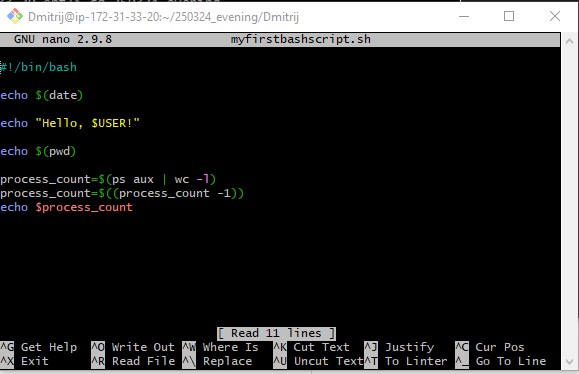 Dmitrij@ip-172-31-33-20:~/250324_evening/Dmitrij
GNU nano 2.9.8 myfirstbashscript.sh
#!/bin/bash
echo $(date)
echo "Hello, $USER!"
echo $(pwd)
process_count=$(ps aux | wc -l)
process_count=$((process_count -1))
echo $process_count
[ Read 11 lines ]
^G Get Help ^O Write Out ^W Where Is ^K Cut Text ^J Justify ^C Cur Pos
^X Exit ^R Read File ^\ Replace ^U Uncut Text ^T To Linter ^_ Go To Line